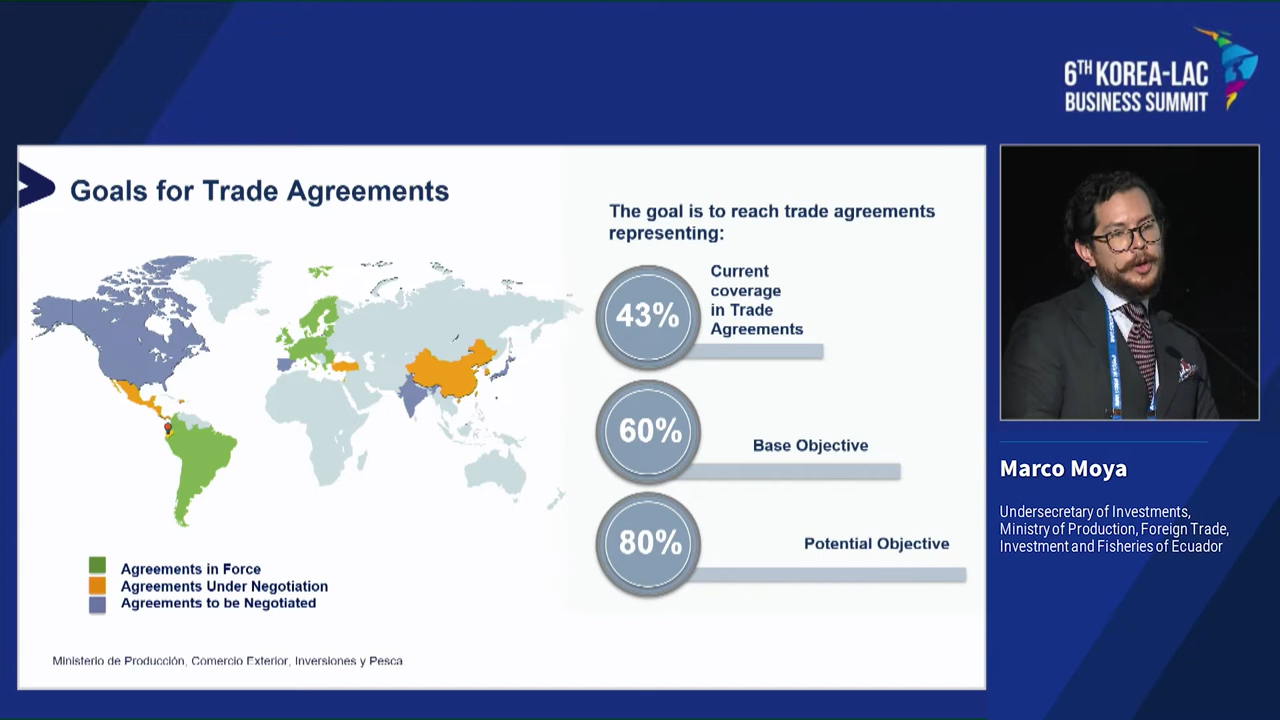 6TH KOREA-LAC
BUSINESS SUMMIT
Goals for Trade Agreements
The goal is to reach trade agreements
representing:
43%
Current
coverage
in Trade
Agreements
60%
Base Objective
80%
Potential Objective
Agreements in Force
Agreements Under Negotiation
Agreements to be Negotiated
Ministerio de Producción, Comercio Exterior, Inversiones y Pesca
Marco Moya
Undersecretary of Investments,
Ministry of Production, Foreign Trade,
Investment and Fisheries of Ecuador